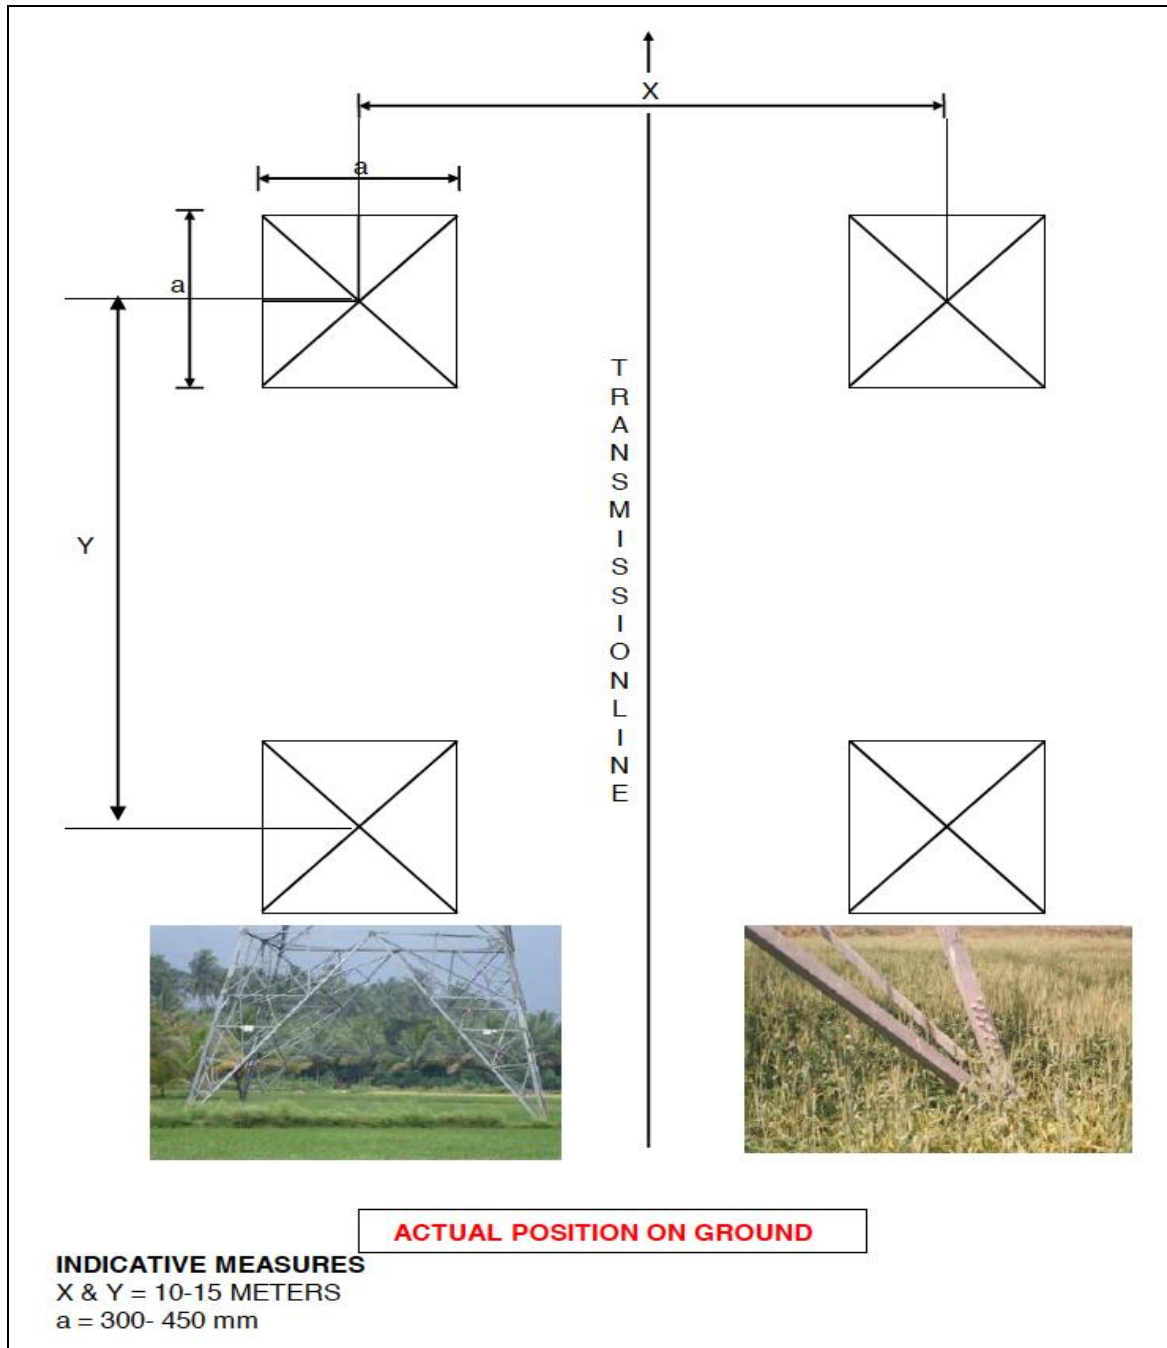 X
a
a
Y
TRANSMISSIONLINE
ACTUAL POSITION ON GROUND
INDICATIVE MEASURES
X & Y = 10-15 METERS
a = 300- 450 mm